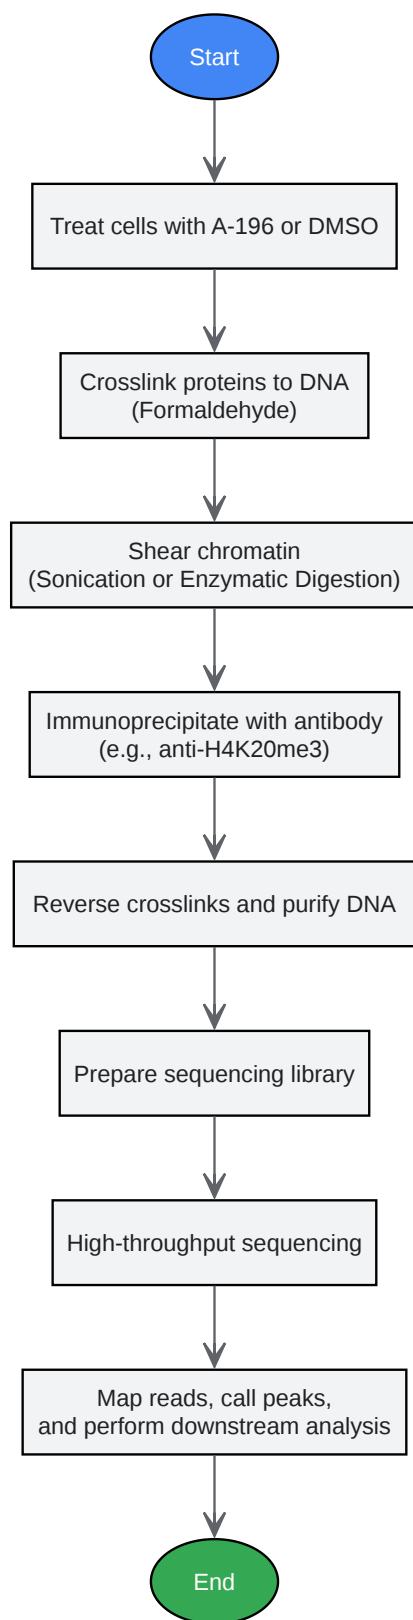 Start
Treat cells with A-196 or DMSO
Crosslink proteins to DNA
(Formaldehyde)
Shear chromatin
(Sonication or Enzymatic Digestion)
Immunoprecipitate with antibody
(e.g., anti-H4K20me3)
Reverse crosslinks and purify DNA
Prepare sequencing library
High-throughput sequencing
Map reads, call peaks,
and perform downstream analysis
End